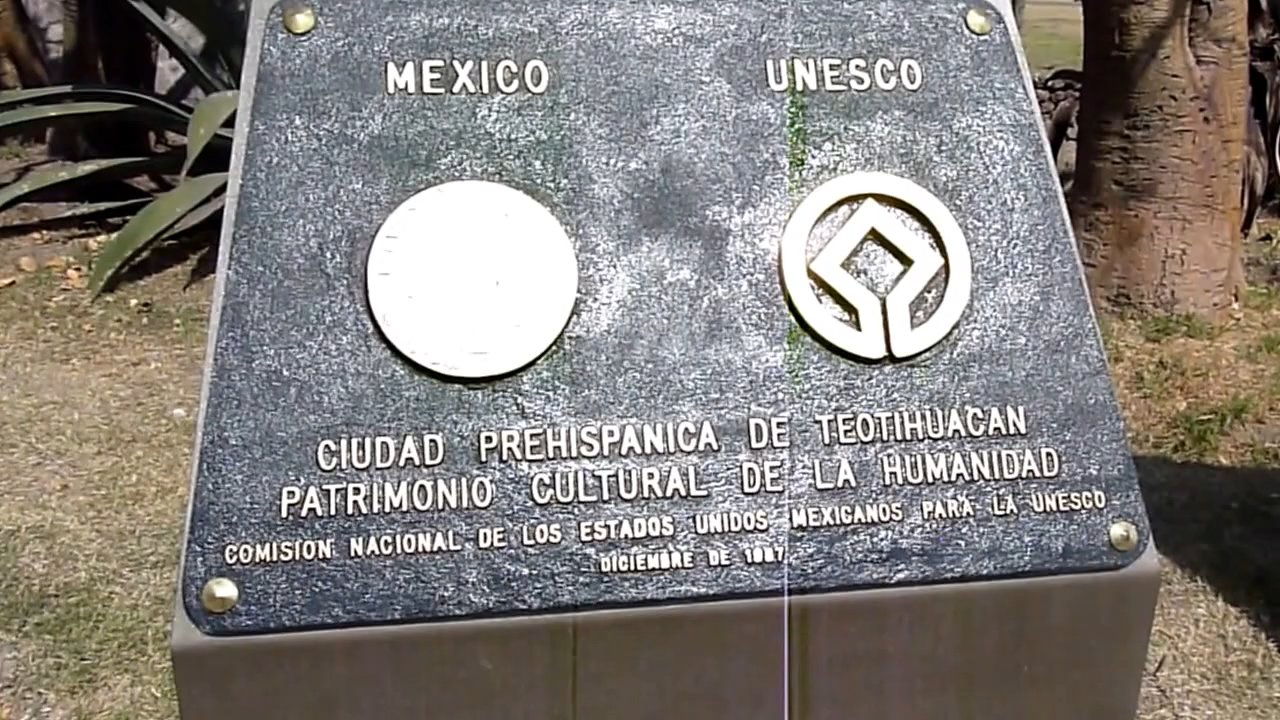 MEXICO UNESCO
CIUDAD PREHISPANICA DE TEOTIHUACAN
PATRIMONIO CULTURAL DE LA HUMANIDAD
COMISION NACIONAL DE LOS ESTADOS UNIDOS MEXICANOS PARA LA UNESCO
DICIEMBRE DE 1987